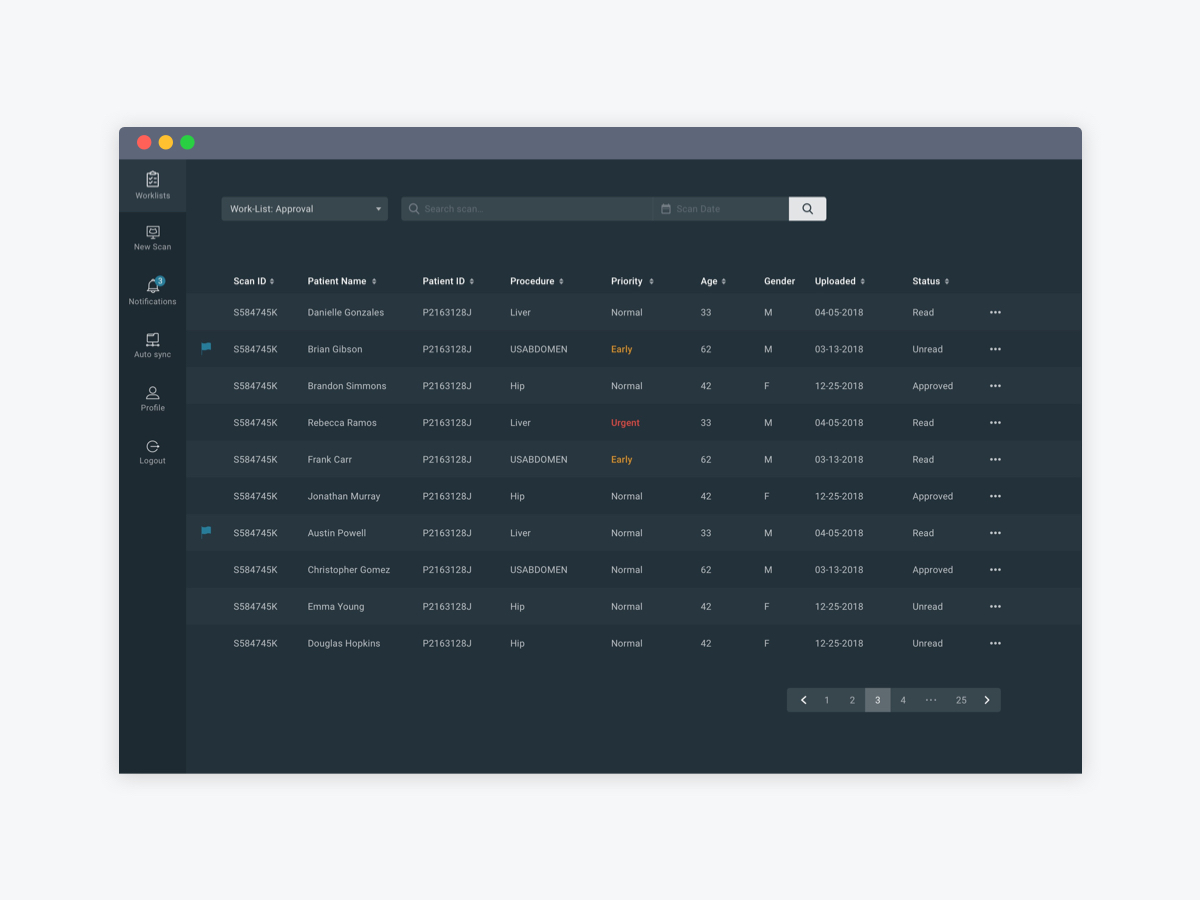 Worklists
New Scan
3
Notifications
Auto sync
Profile
Logout
Work-List: Approval Search scan... Scan Date
Scan ID Patient Name Patient ID Procedure Priority Age Gender Uploaded Status
S584745K Danielle Gonzales P2163128J Liver Normal 33 M 04-05-2018 Read
S584745K Brian Gibson P2163128J USABDOMEN Early 62 M 03-13-2018 Unread
S584745K Brandon Simmons P2163128J Hip Normal 42 F 12-25-2018 Approved
S584745K Rebecca Ramos P2163128J Liver Urgent 33 M 04-05-2018 Read
S584745K Frank Carr P2163128J USABDOMEN Early 62 M 03-13-2018 Read
S584745K Jonathan Murray P2163128J Hip Normal 42 F 12-25-2018 Approved
S584745K Austin Powell P2163128J Liver Normal 33 M 04-05-2018 Read
S584745K Christopher Gomez P2163128J USABDOMEN Normal 62 M 03-13-2018 Approved
S584745K Emma Young P2163128J Hip Normal 42 F 12-25-2018 Unread
S584745K Douglas Hopkins P2163128J Hip Normal 42 F 12-25-2018 Unread
1 2 3 4 ... 25